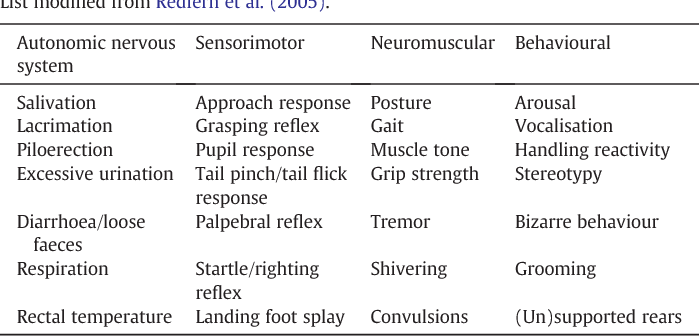 List modified from Redfern et al. (2005).
Autonomic nervous Sensorimotor Neuromuscular Behavioural
system
Salivation Approach response Posture Arousal
Lacrimation Grasping reflex Gait Vocalisation
Piloerection Pupil response Muscle tone Handling reactivity
Excessive urination Tail pinch/tail flick Grip strength Stereotypy
response
Diarrhoea/loose Palpebral reflex Tremor Bizarre behaviour
faeces
Respiration Startle/righting Shivering Grooming
reflex
Rectal temperature Landing foot splay Convulsions (Un)supported rears